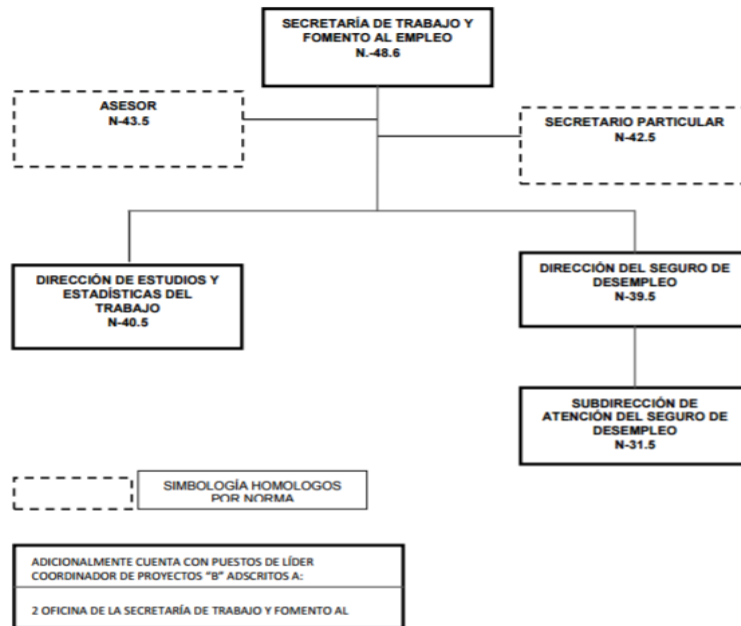 SECRETARÍA DE TRABAJO Y
FOMENTO AL EMPLEO
N.-48.6
ASESOR
N-43.5
SECRETARIO PARTICULAR
N-42.5
DIRECCIÓN DE ESTUDIOS Y
ESTADÍSTICAS DEL
TRABAJO
N-40.5
DIRECCIÓN DEL SEGURO DE
DESEMPLEO
N-39.5
SUBDIRECCIÓN DE
ATENCIÓN DEL SEGURO DE
DESEMPLEO
N-31.5
SIMBOLOGÍA HOMOLOGOS
POR NORMA
ADICIONALMENTE CUENTA CON PUESTOS DE LÍDER
COORDINADOR DE PROYECTOS "B" ADSCRITOS A:
2 OFICINA DE LA SECRETARÍA DE TRABAJO Y FOMENTO AL